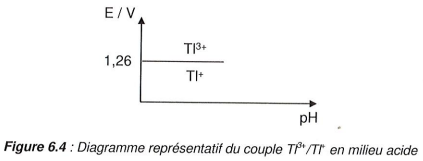 E / V
Tl³⁺
1,26
Tl⁺
pH
Figure 6.4 : Diagramme représentatif du couple Tl³⁺/Tl⁺ en milieu acide